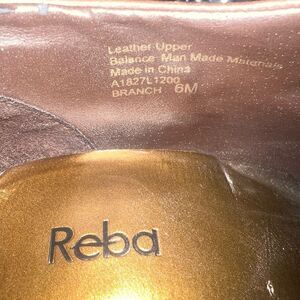 Leather Upper
Balance Man Made Materials
Made in China
A1827L1200
BRANCH 6M
Reba